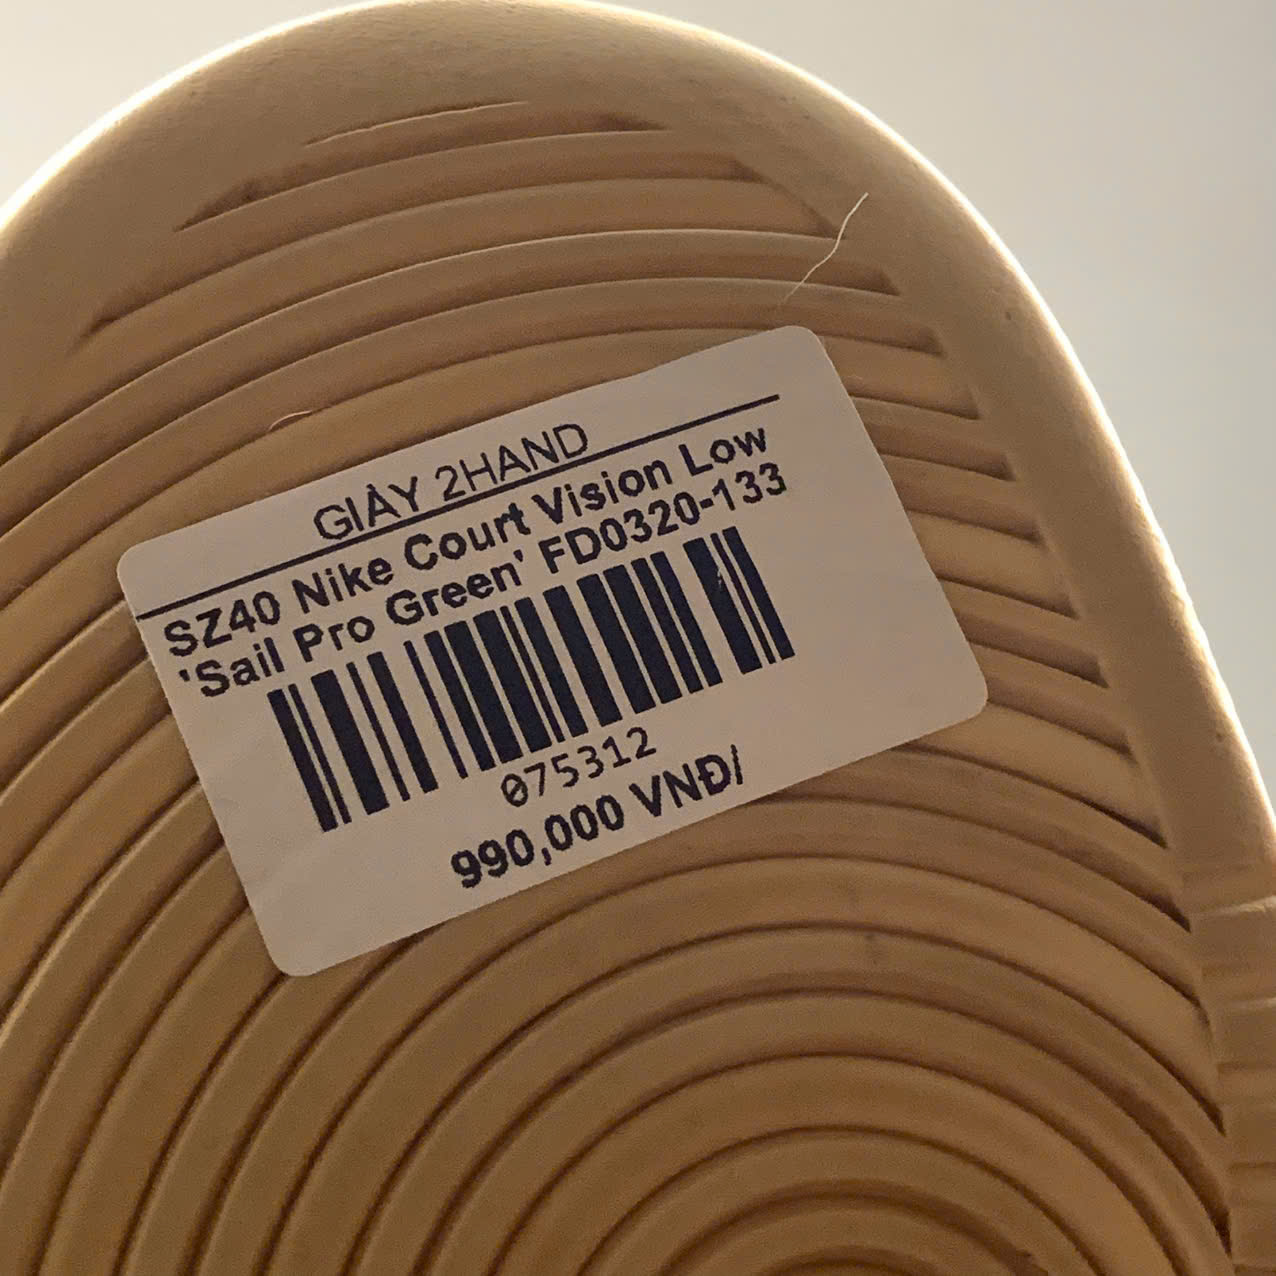 GIÀY 2HAND
SZ40 Nike Court Vision Low
'Sail Pro Green' FD0320-133
075312
990,000 VNĐ/